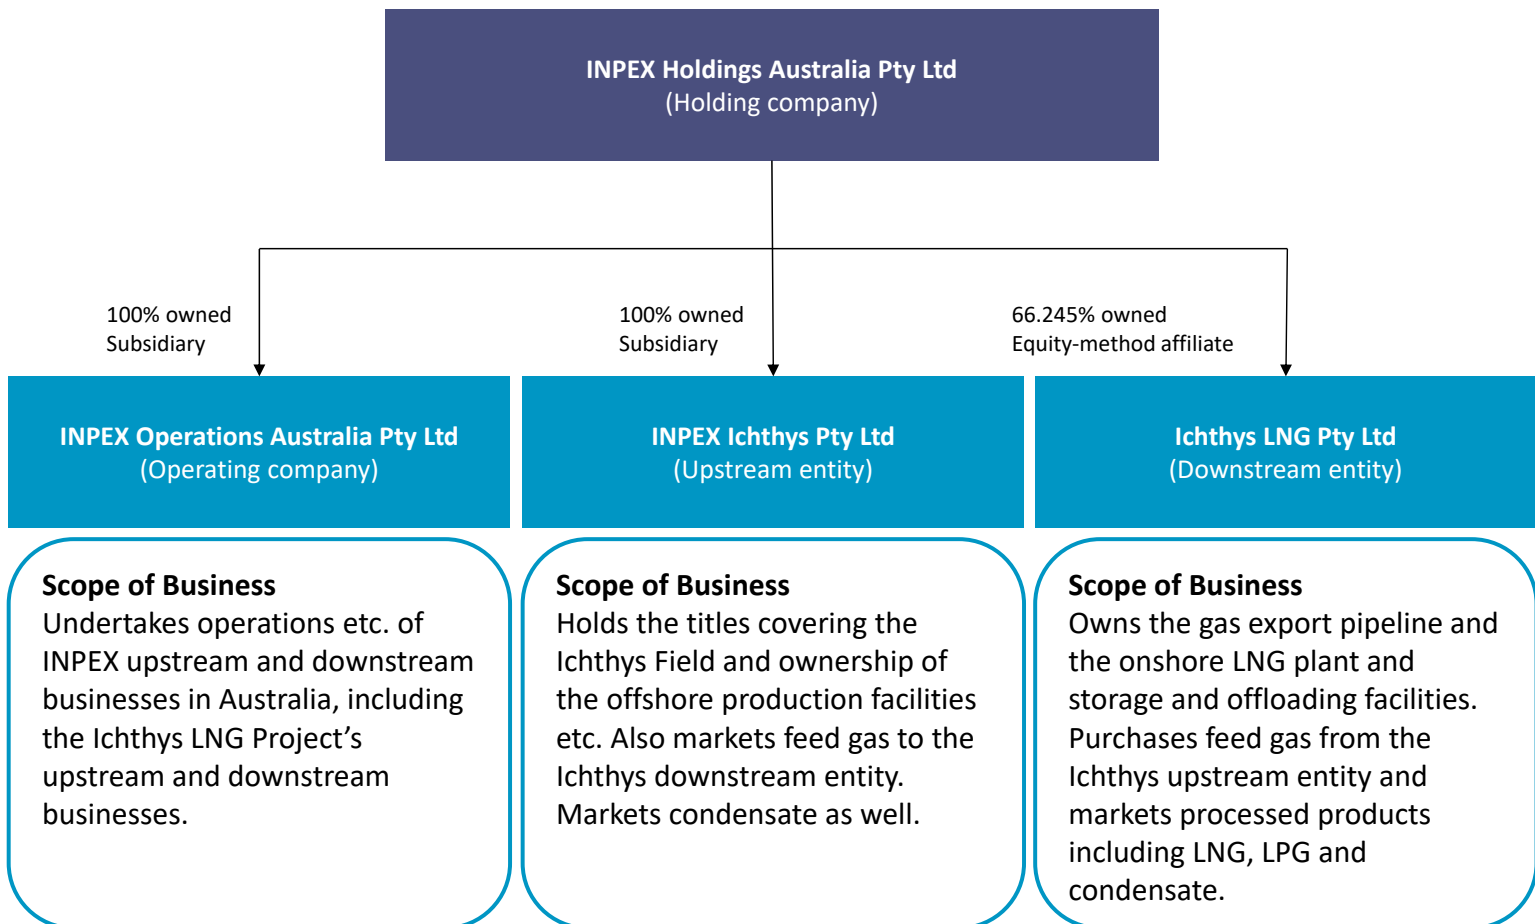 INPEX Holdings Australia Pty Ltd
(Holding company)
100% owned
Subsidiary
100% owned
Subsidiary
66.245% owned
Equity-method affiliate
INPEX Operations Australia Pty Ltd
(Operating company)
INPEX Ichthys Pty Ltd
(Upstream entity)
Ichthys LNG Pty Ltd
(Downstream entity)
Scope of Business
Undertakes operations etc. of
INPEX upstream and downstream
businesses in Australia, including
the Ichthys LNG Project’s
upstream and downstream
businesses.
Scope of Business
Holds the titles covering the
Ichthys Field and ownership of
the offshore production facilities
etc. Also markets feed gas to the
Ichthys downstream entity.
Markets condensate as well.
Scope of Business
Owns the gas export pipeline and
the onshore LNG plant and
storage and offloading facilities.
Purchases feed gas from the
Ichthys upstream entity and
markets processed products
including LNG, LPG and
condensate.